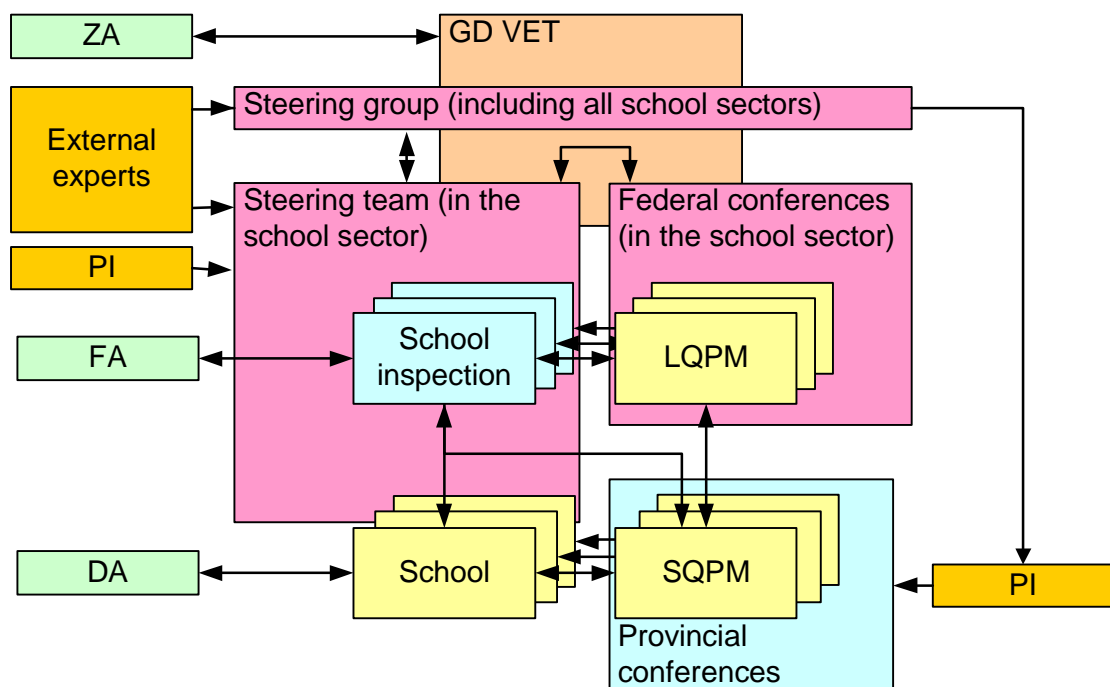 ZA
GD VET
Steering group (including all school sectors)
External
experts
Steering team (in the
school sector)
Federal conferences
(in the school sector)
PI
School
inspection
LQPM
FA
School
SQPM
DA
PI
Provincial
conferences